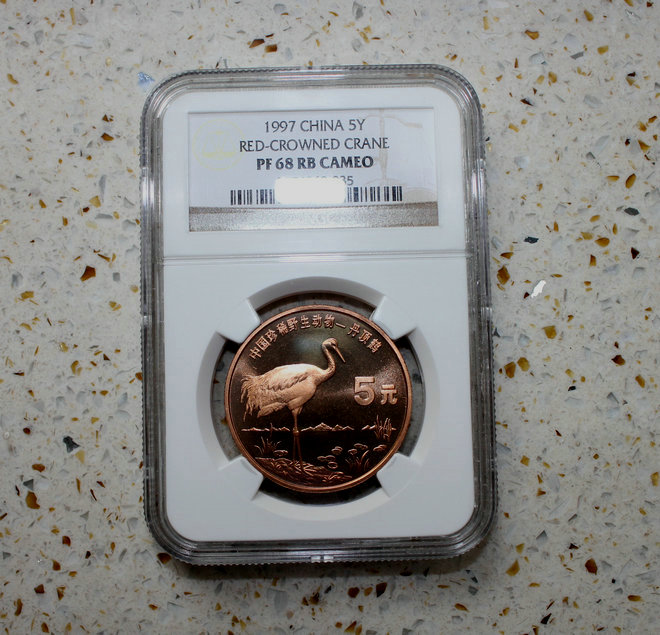 1997 CHINA 5Y
RED-CROWNED CRANE
PF 68 RB CAMEO
中国珍稀野生动物一丹顶鹤
5元